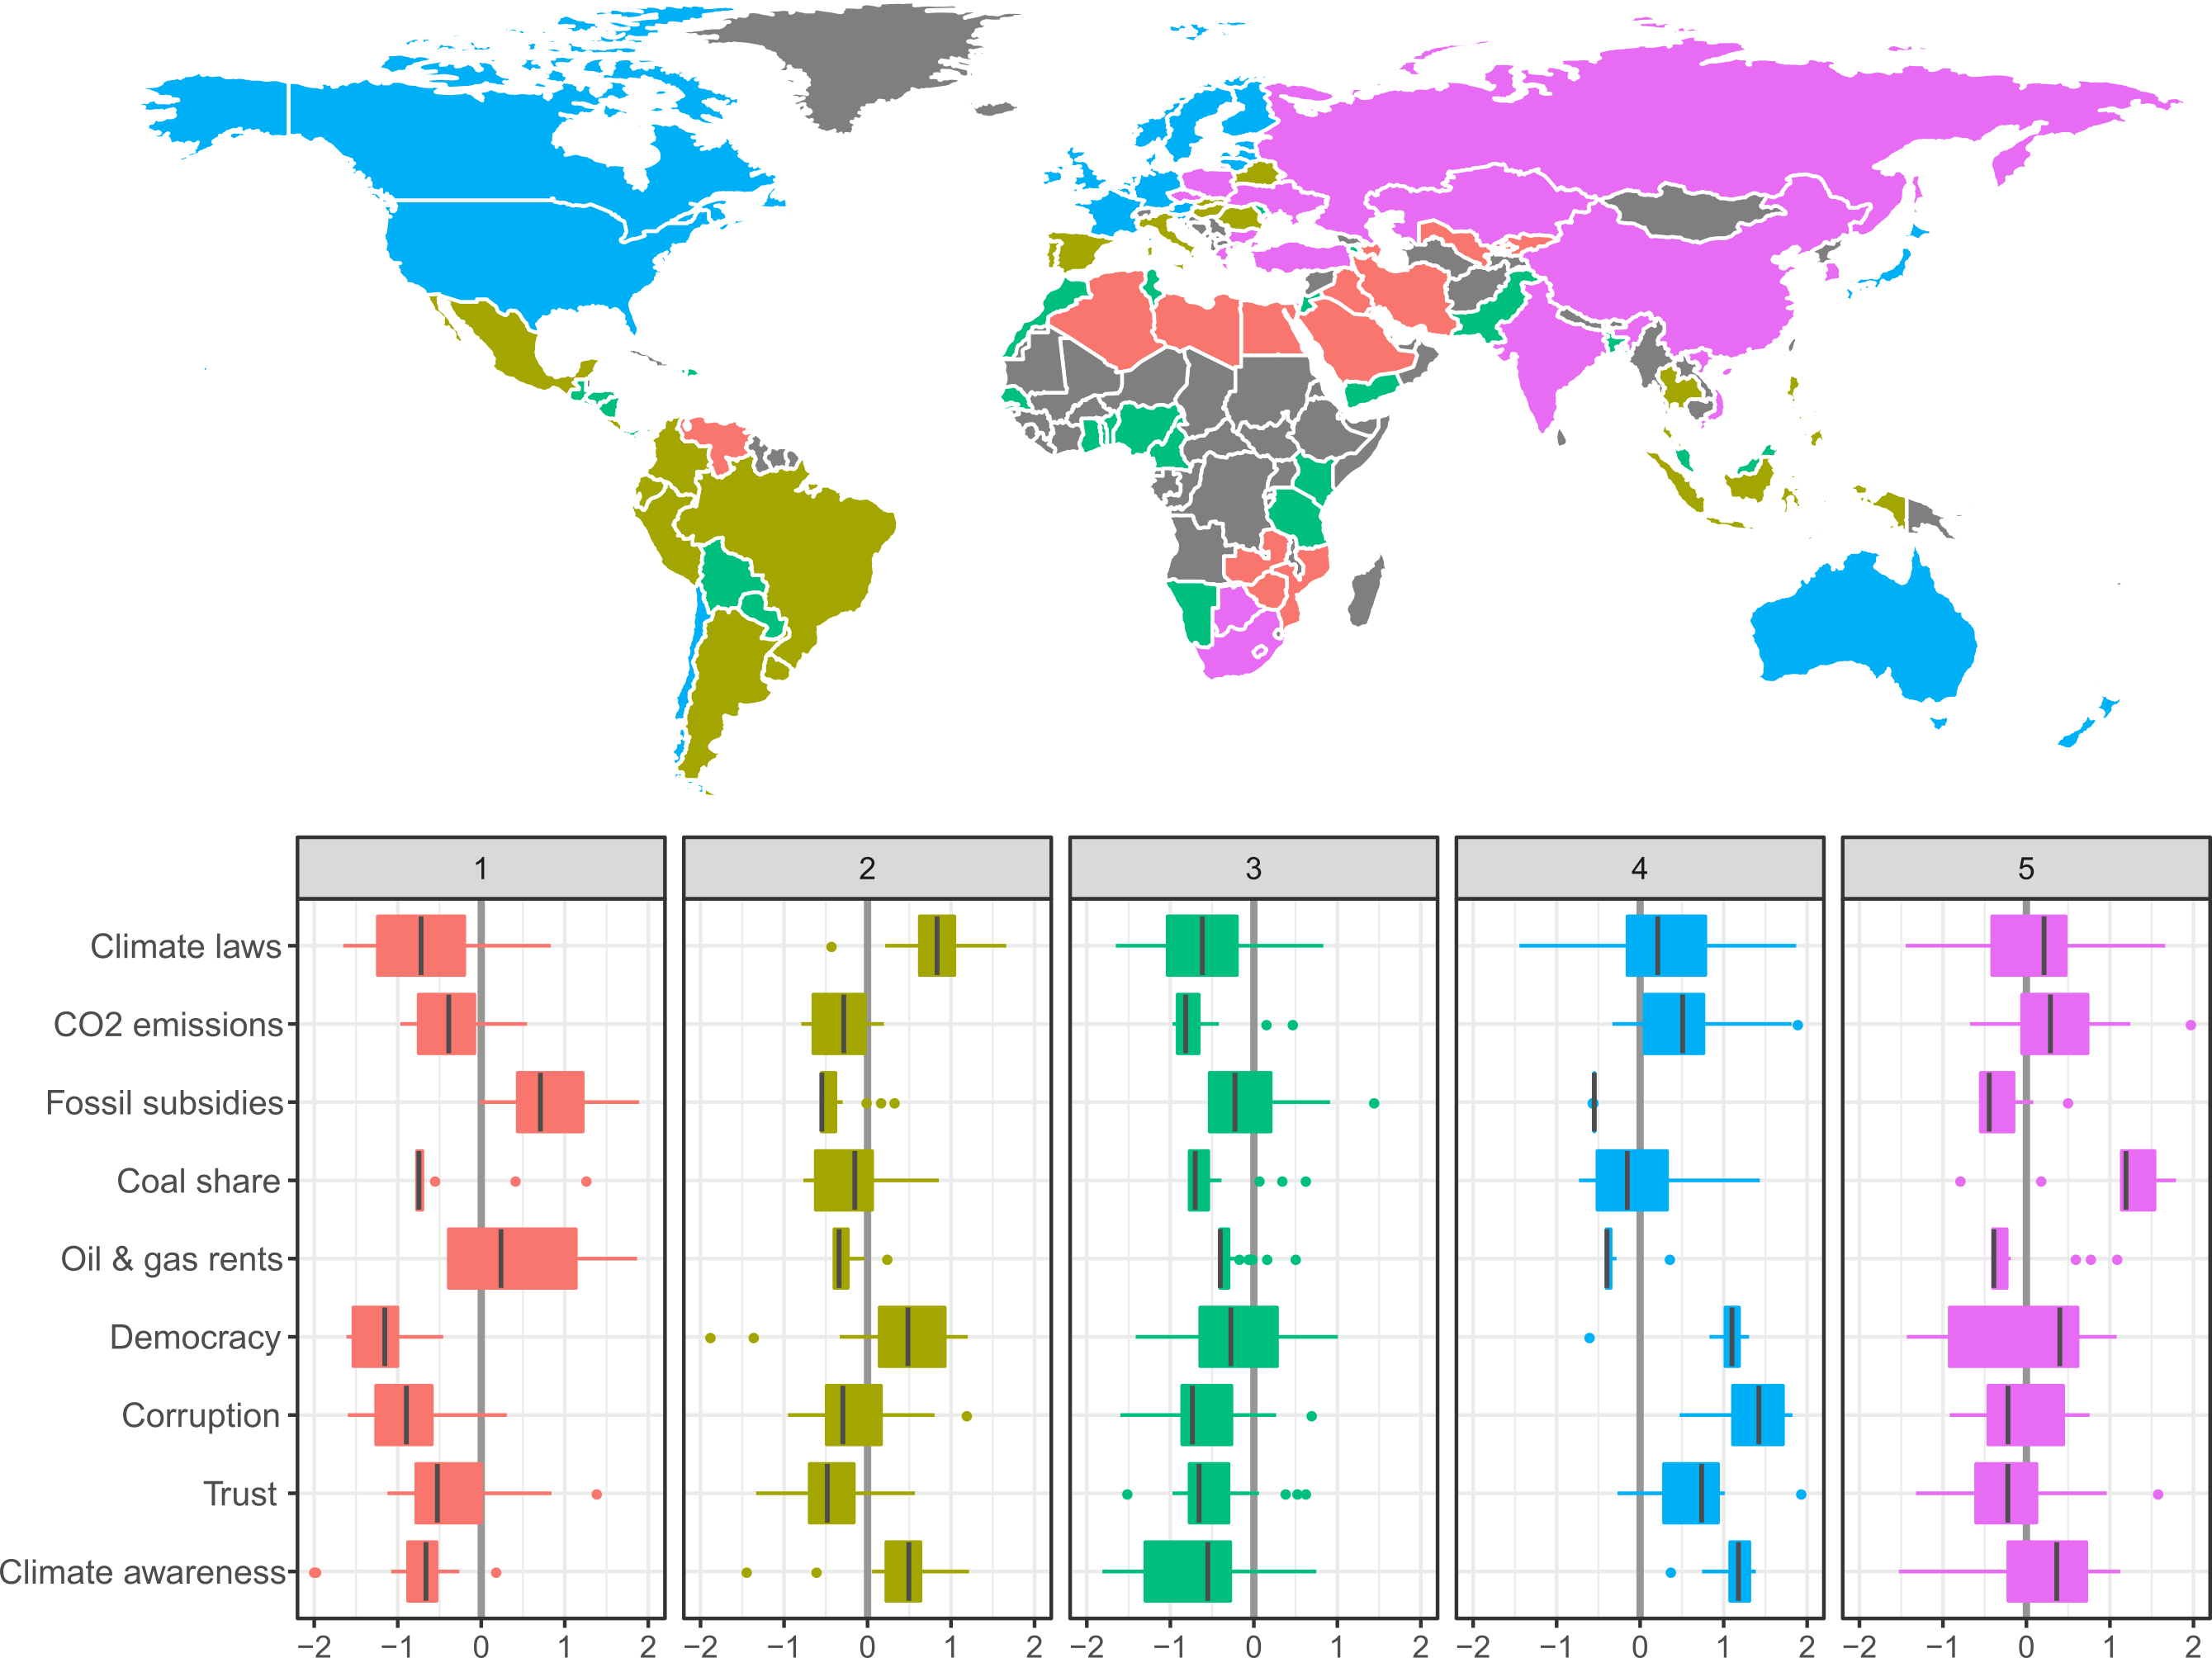 1 2 3 4 5
Climate laws
CO2 emissions
Fossil subsidies
Coal share
Oil & gas rents
Democracy
Corruption
Trust
Climate awareness
−2 −1 0 1 2 −2 −1 0 1 2 −2 −1 0 1 2 −2 −1 0 1 2 −2 −1 0 1 2